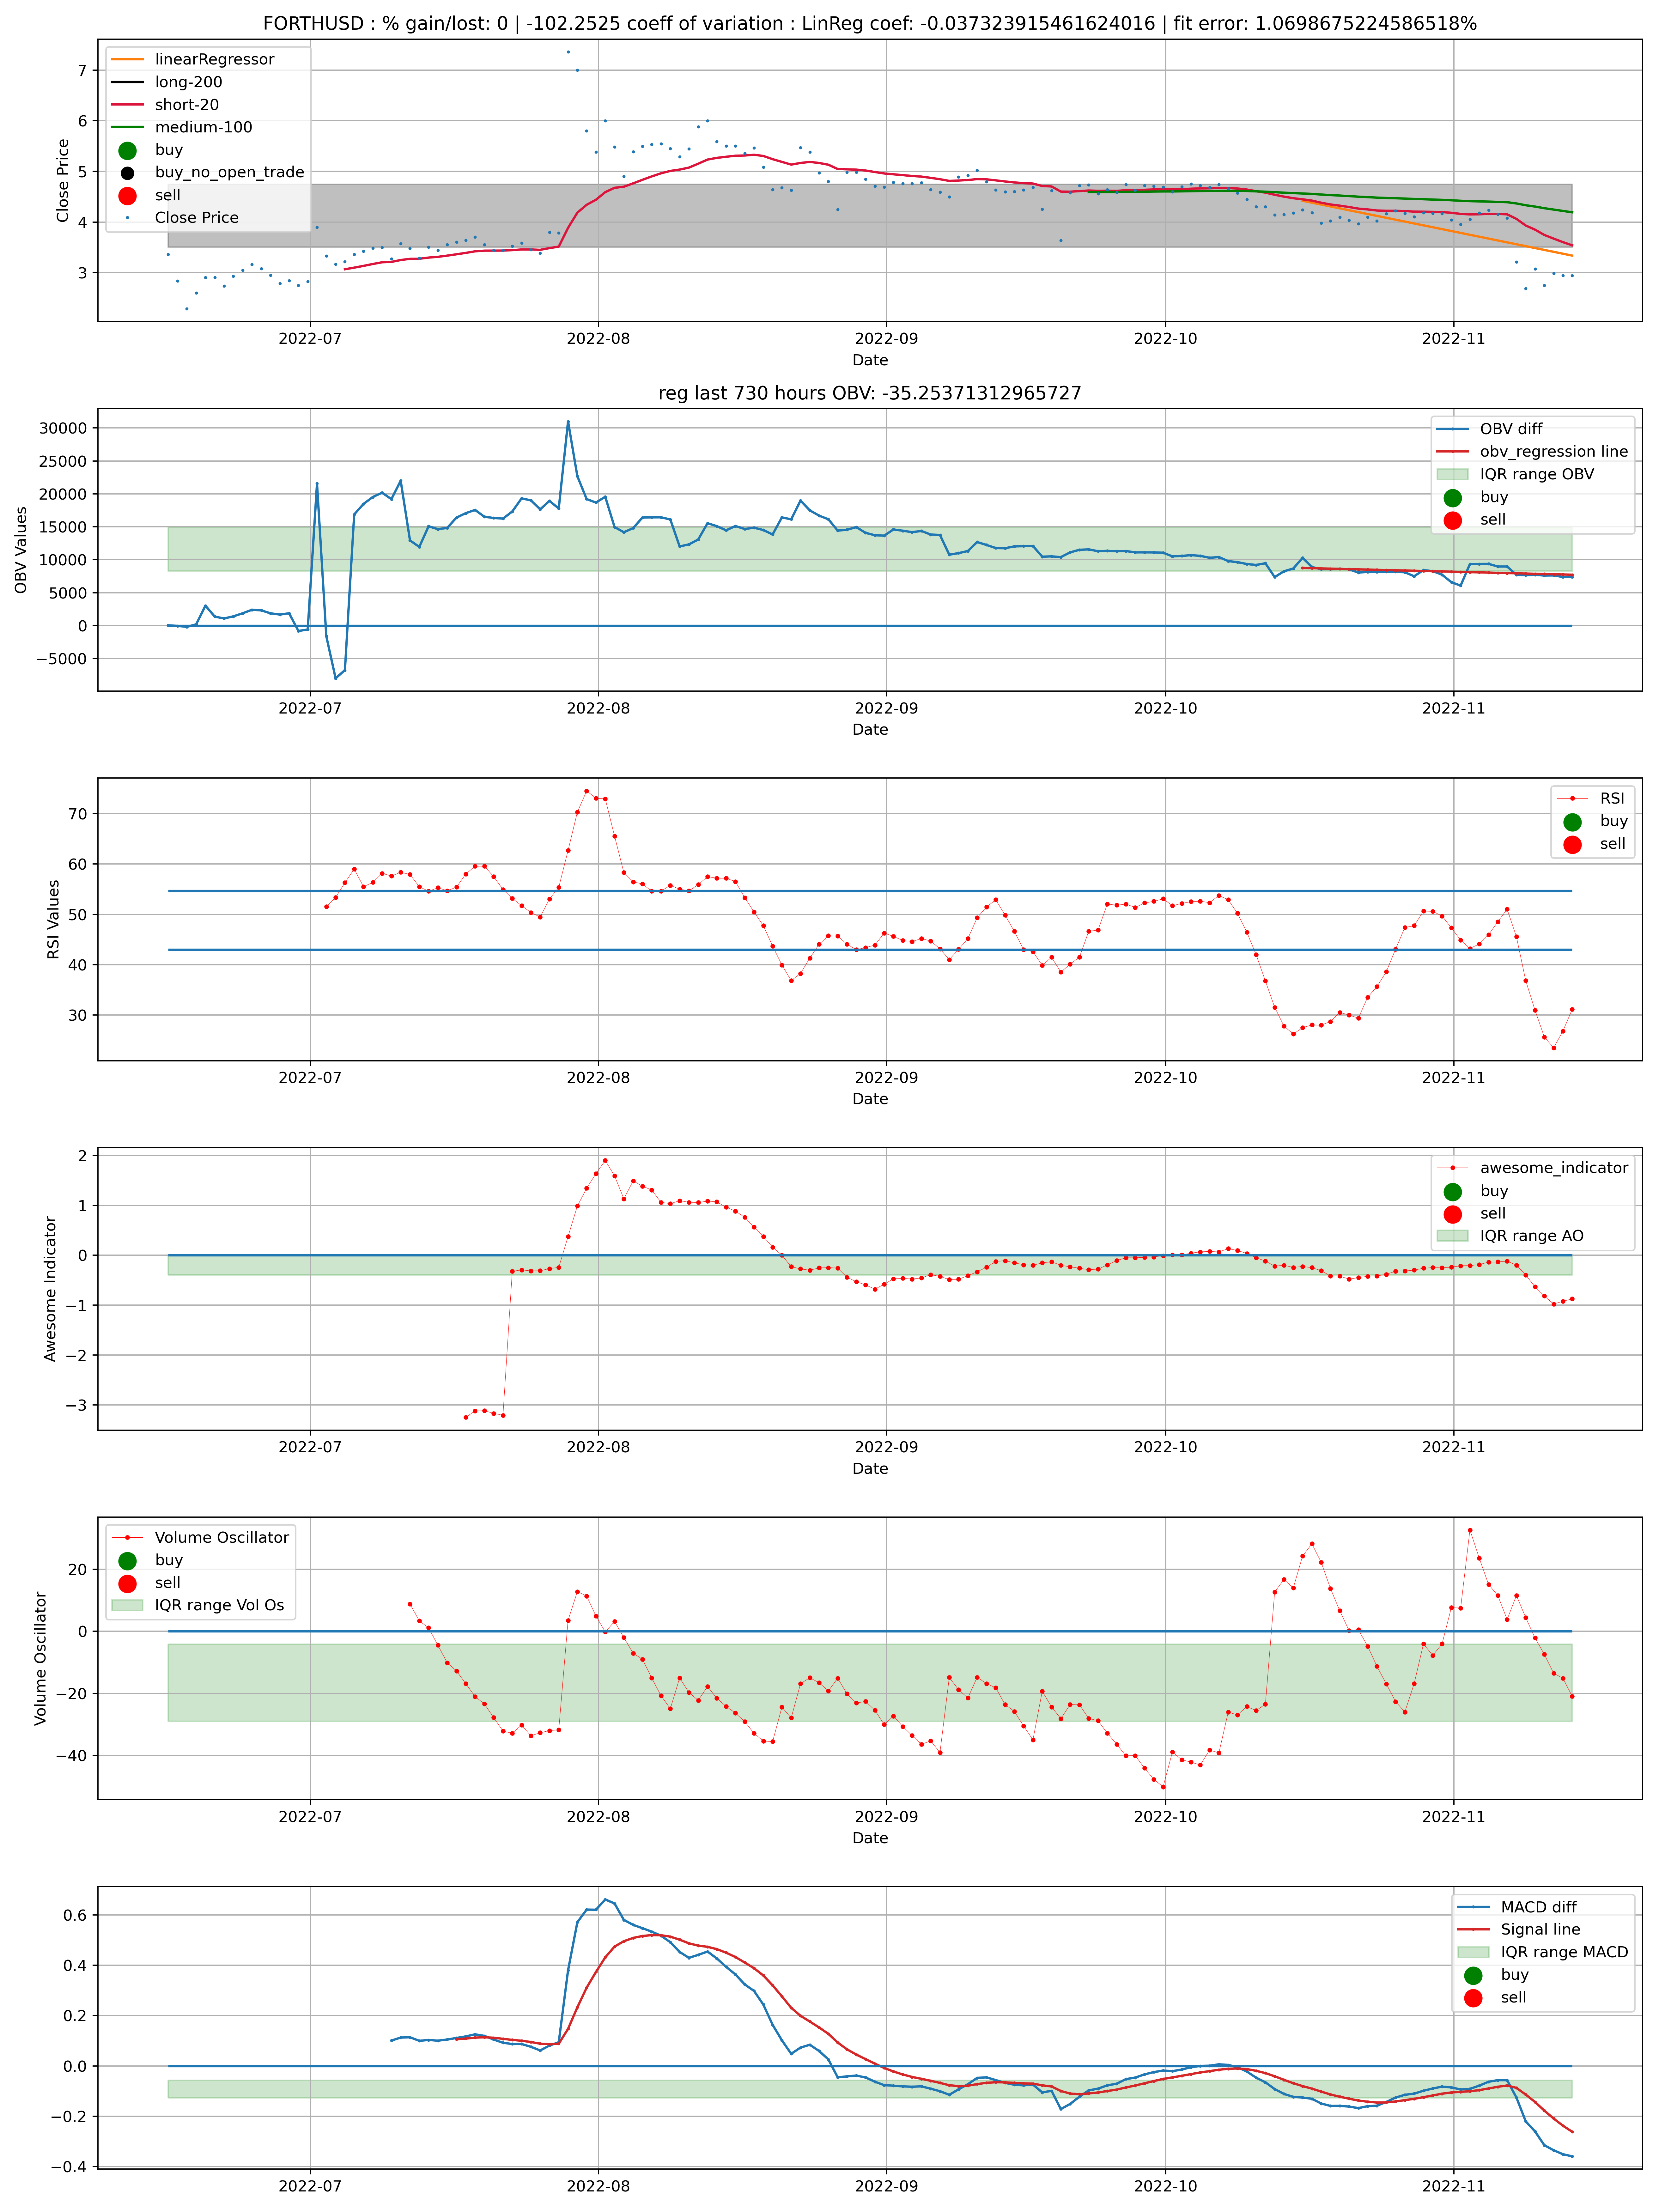 FORTHUSD : % gain/lost: 0 | -102.2525 coeff of variation : LinReg coef: -0.037323915461624016 | fit error: 1.0698675224586518%
linearRegressor
long-200
short-20
medium-100
buy
buy_no_open_trade
sell
Close Price
Close Price
7
6
5
4
3
2022-07 2022-08 2022-09 2022-10 2022-11
Date
reg last 730 hours OBV: -35.25371312965727
OBV diff
obv_regression line
IQR range OBV
buy
sell
OBV Values
30000
25000
20000
15000
10000
5000
0
−5000
2022-07 2022-08 2022-09 2022-10 2022-11
Date
RSI
buy
sell
RSI Values
70
60
50
40
30
2022-07 2022-08 2022-09 2022-10 2022-11
Date
awesome_indicator
buy
sell
IQR range AO
Awesome Indicator
2
1
0
−1
−2
−3
2022-07 2022-08 2022-09 2022-10 2022-11
Date
Volume Oscillator
buy
sell
IQR range Vol Os
Volume Oscillator
20
0
−20
−40
2022-07 2022-08 2022-09 2022-10 2022-11
Date
MACD diff
Signal line
IQR range MACD
buy
sell
0.6
0.4
0.2
0.0
−0.2
−0.4
2022-07 2022-08 2022-09 2022-10 2022-11